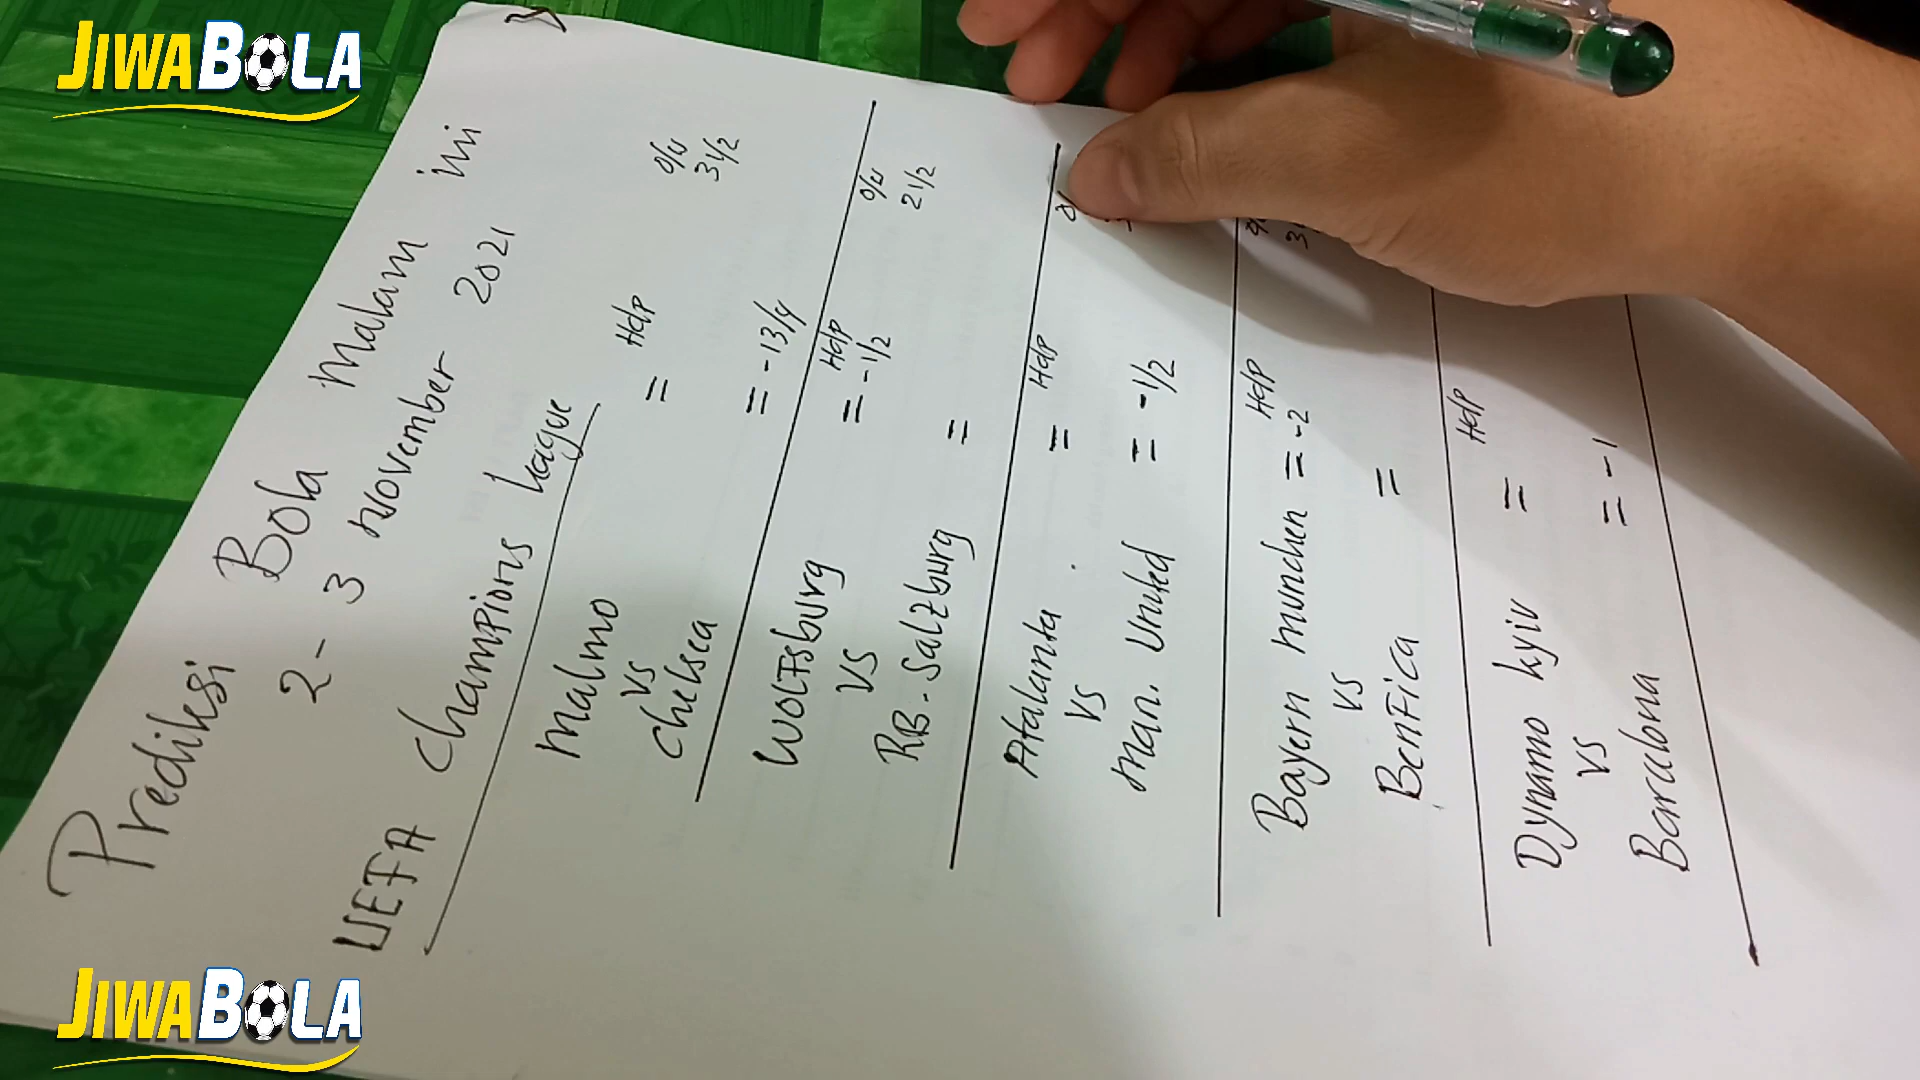 JIWABOLA
Prediksi Bola Malam ini
2 - 3 November 2021
UEFA Champions League
Malmo = Hdp o/u
vs 3 1/2
Chelsea = -1 3/4
Wolfsburg = -1/2 Hdp o/u
vs 2 1/2
RB-Salzburg =
Atalanta = Hdp
vs
Man. United = -1/2
Bayern munchen = -2 Hdp
vs
Benfica =
Dynamo kyiv = Hdp
vs
Barcelona = -1
JIWABOLA